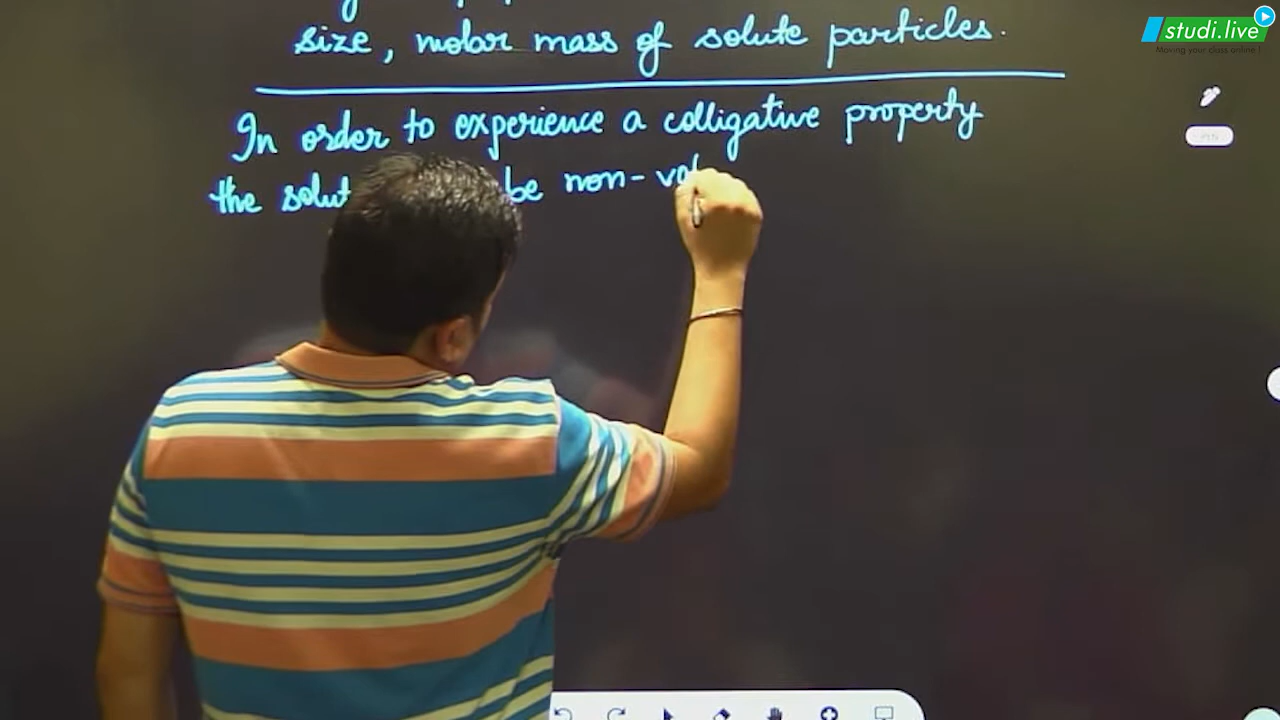 size, molar mass of solute particles.
In order to experience a colligative property
the solut be non-vol
studi.live
Moving your class online !